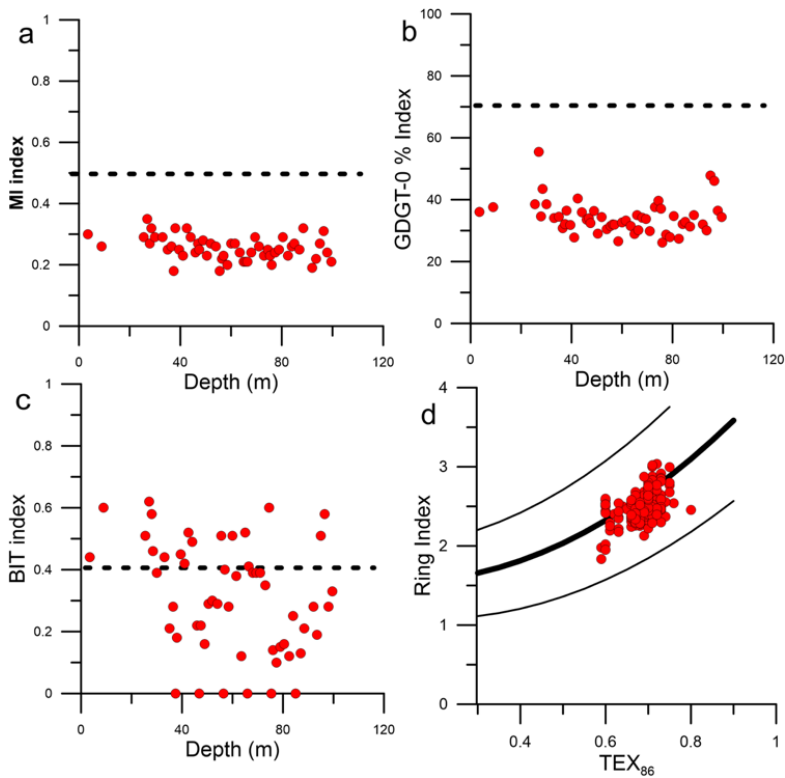 a
1
0.8
0.6
0.4
0.2
0
MI index
0 40 80 120
Depth (m)
b
100
80
60
40
20
0
GDGT-0 % Index
0 40 80 120
Depth (m)
c
1
0.8
0.6
0.4
0.2
0
BIT index
0 40 80 120
Depth (m)
d
4
3
2
1
0
Ring Index
0.4 0.6 0.8 1
TEX₈₆